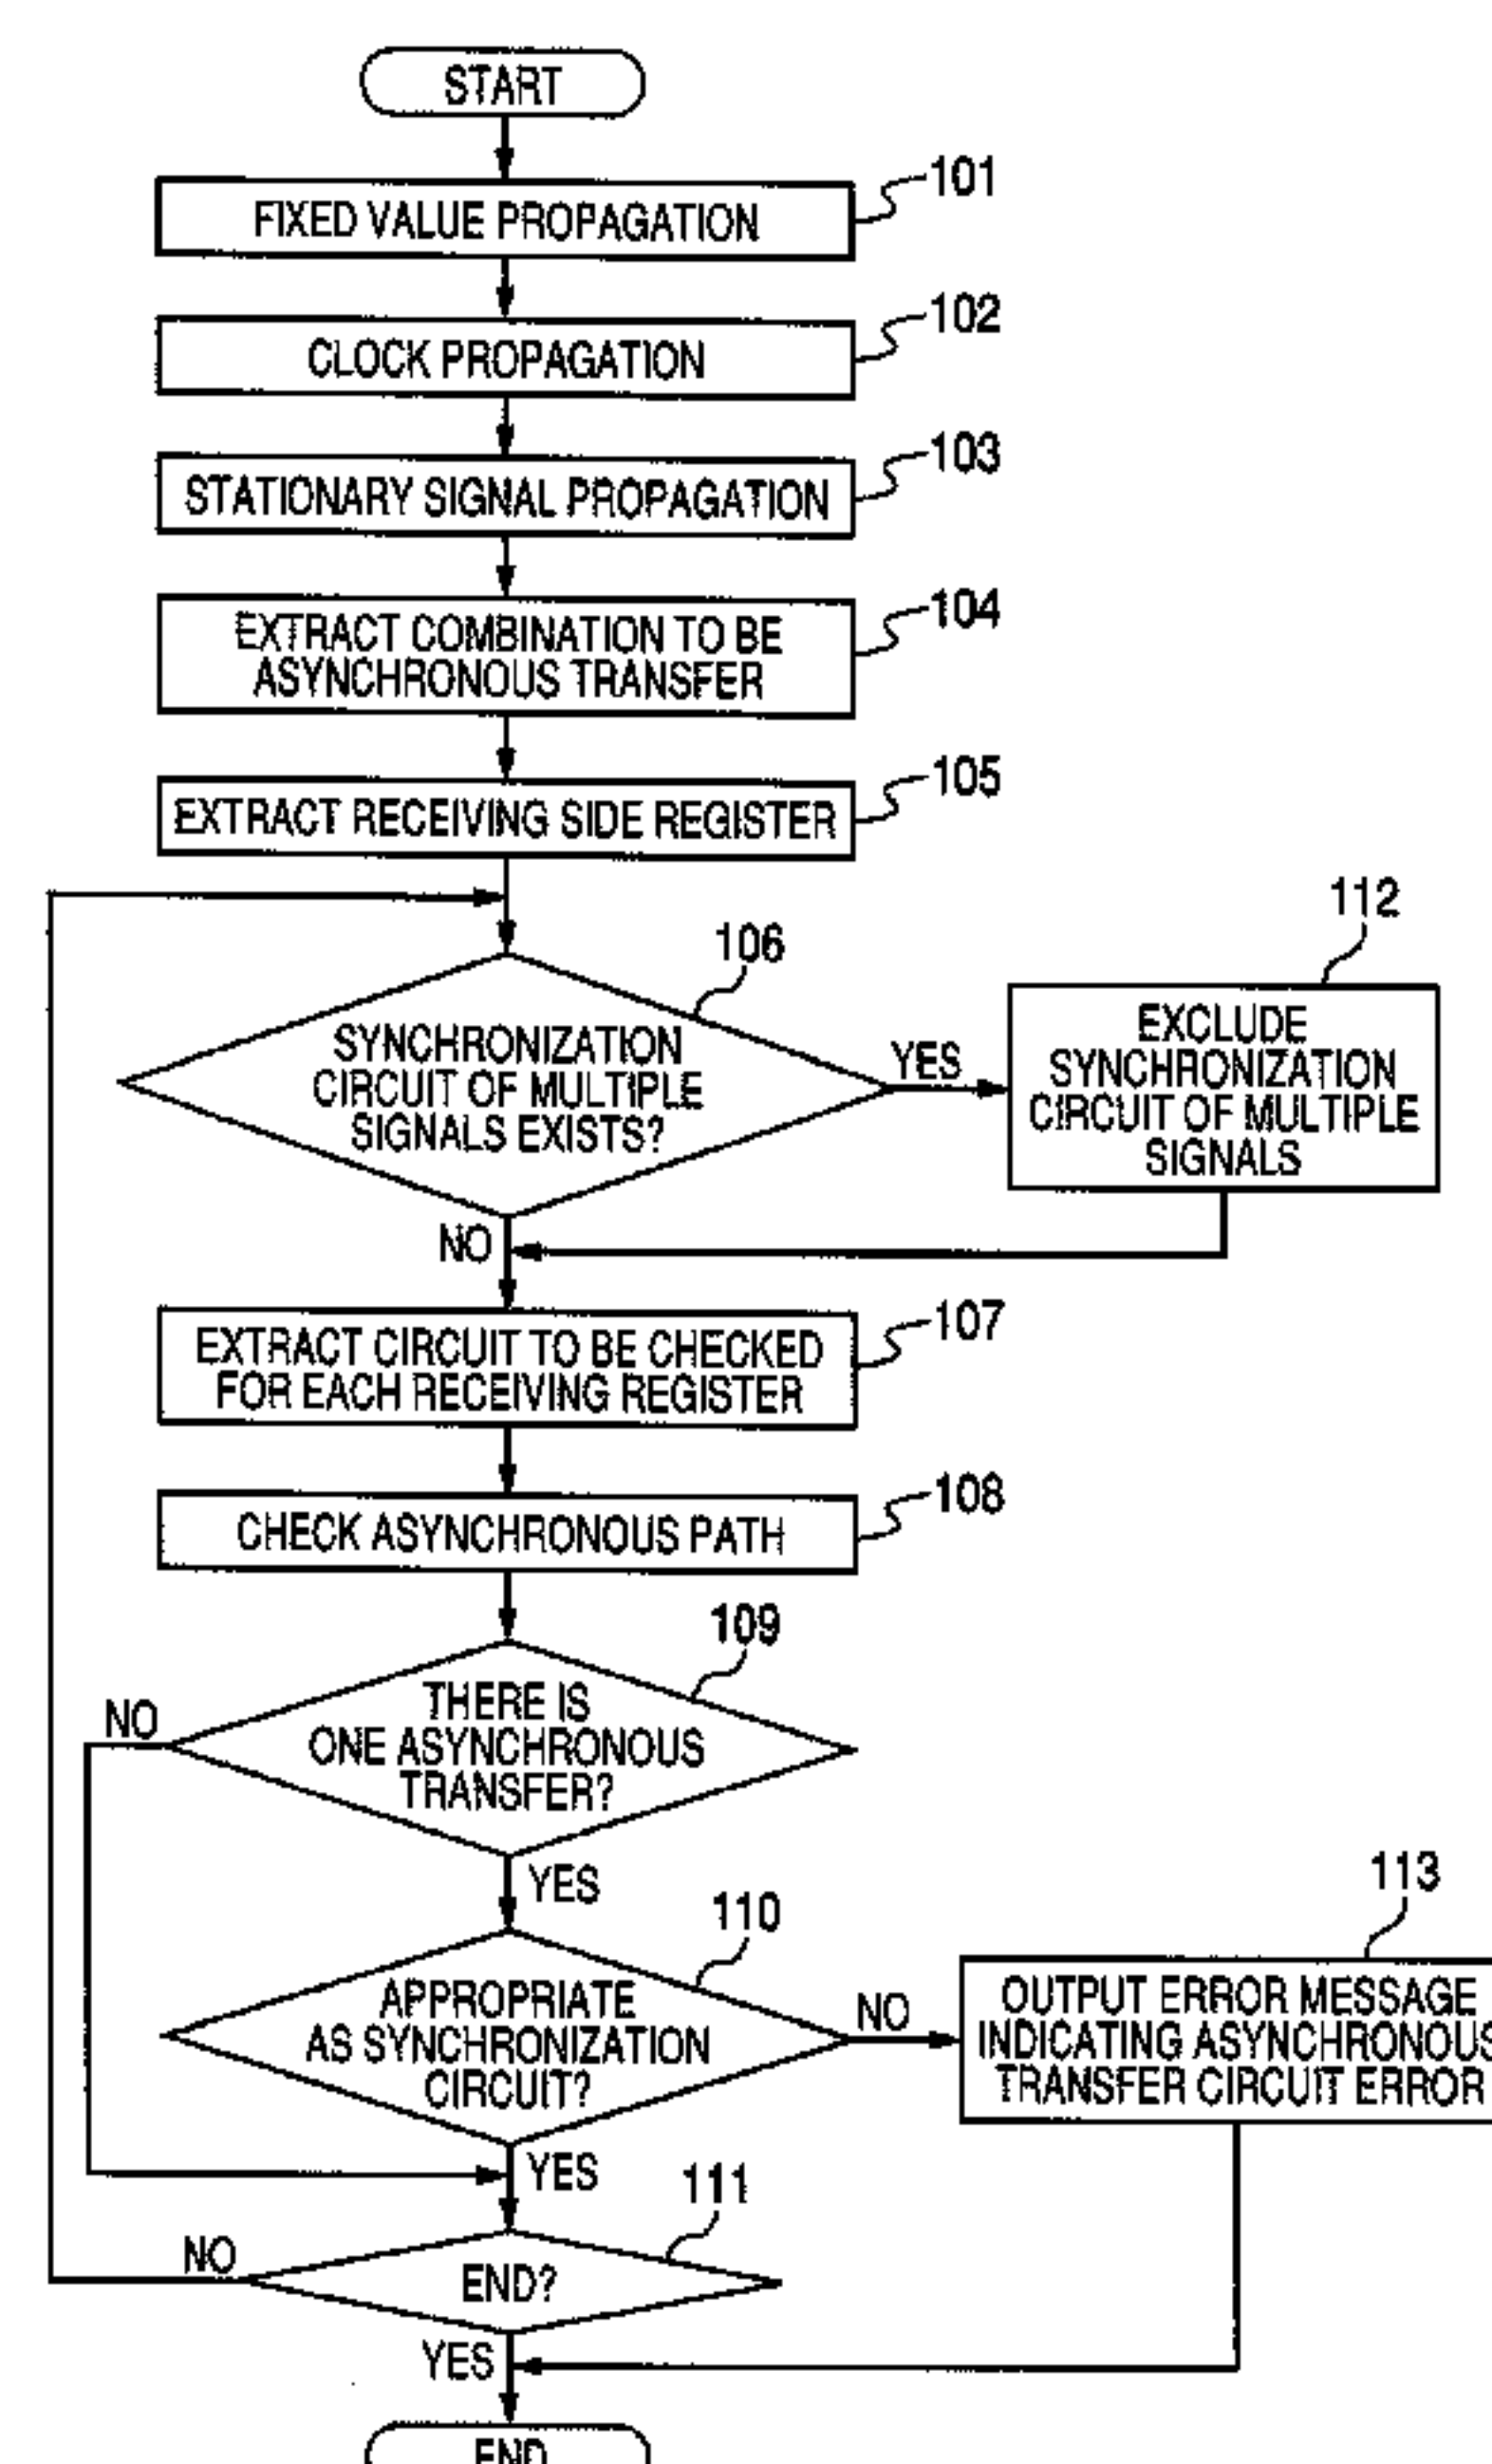 START
101
FIXED VALUE PROPAGATION
102
CLOCK PROPAGATION
103
STATIONARY SIGNAL PROPAGATION
104
EXTRACT COMBINATION TO BE
ASYNCHRONOUS TRANSFER
105
EXTRACT RECEIVING SIDE REGISTER
106
SYNCHRONIZATION
CIRCUIT OF MULTIPLE
SIGNALS EXISTS?
YES
112
EXCLUDE
SYNCHRONIZATION
CIRCUIT OF MULTIPLE
SIGNALS
NO
107
EXTRACT CIRCUIT TO BE CHECKED
FOR EACH RECEIVING REGISTER
108
CHECK ASYNCHRONOUS PATH
109
NO
THERE IS
ONE ASYNCHRONOUS
TRANSFER?
YES
110
APPROPRIATE
AS SYNCHRONIZATION
CIRCUIT?
NO
113
OUTPUT ERROR MESSAGE
INDICATING ASYNCHRONOUS
TRANSFER CIRCUIT ERROR
YES
111
NO
END?
YES
END